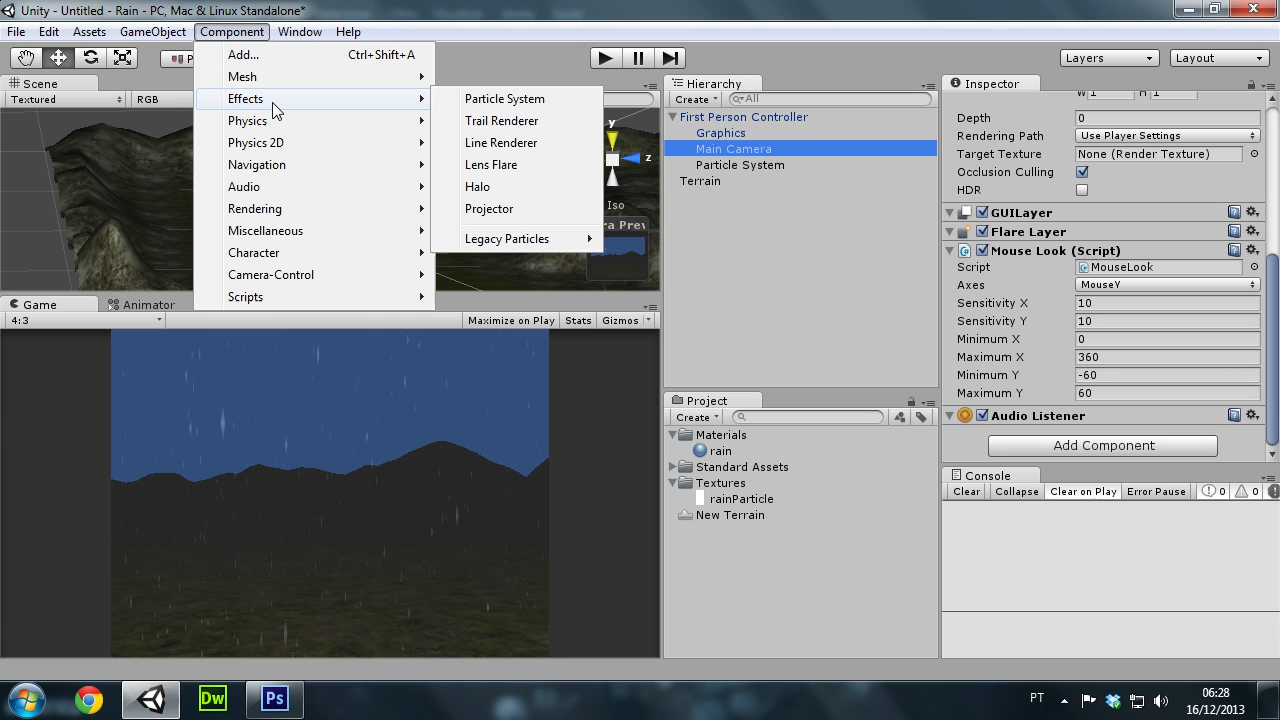 Unity - Untitled - Rain - PC, Mac & Linux Standalone*
File Edit Assets GameObject Component Window Help
Layers Layout
Scene
Textured RGB
Add... Ctrl+Shift+A
Mesh
Effects
Physics
Physics 2D
Navigation
Audio
Rendering
Miscellaneous
Character
Camera-Control
Scripts
Particle System
Trail Renderer
Line Renderer
Lens Flare
Halo
Projector
Legacy Particles
y
z
Iso
Game Animator
4:3 Maximize on Play Stats Gizmos
Hierarchy
Create All
First Person Controller
Graphics
Main Camera
Particle System
Terrain
Project
Create
Materials
rain
Standard Assets
Textures
rainParticle
New Terrain
Inspector
W 1 H 1
Depth 0
Rendering Path Use Player Settings
Target Texture None (Render Texture)
Occlusion Culling
HDR
GUILayer
Flare Layer
Mouse Look (Script)
Script MouseLook
Axes MouseY
Sensitivity X 10
Sensitivity Y 10
Minimum X 0
Maximum X 360
Minimum Y -60
Maximum Y 60
Audio Listener
Add Component
Console
Clear Collapse Clear on Play Error Pause 0 0
Dw Ps PT 06:28
16/12/2013